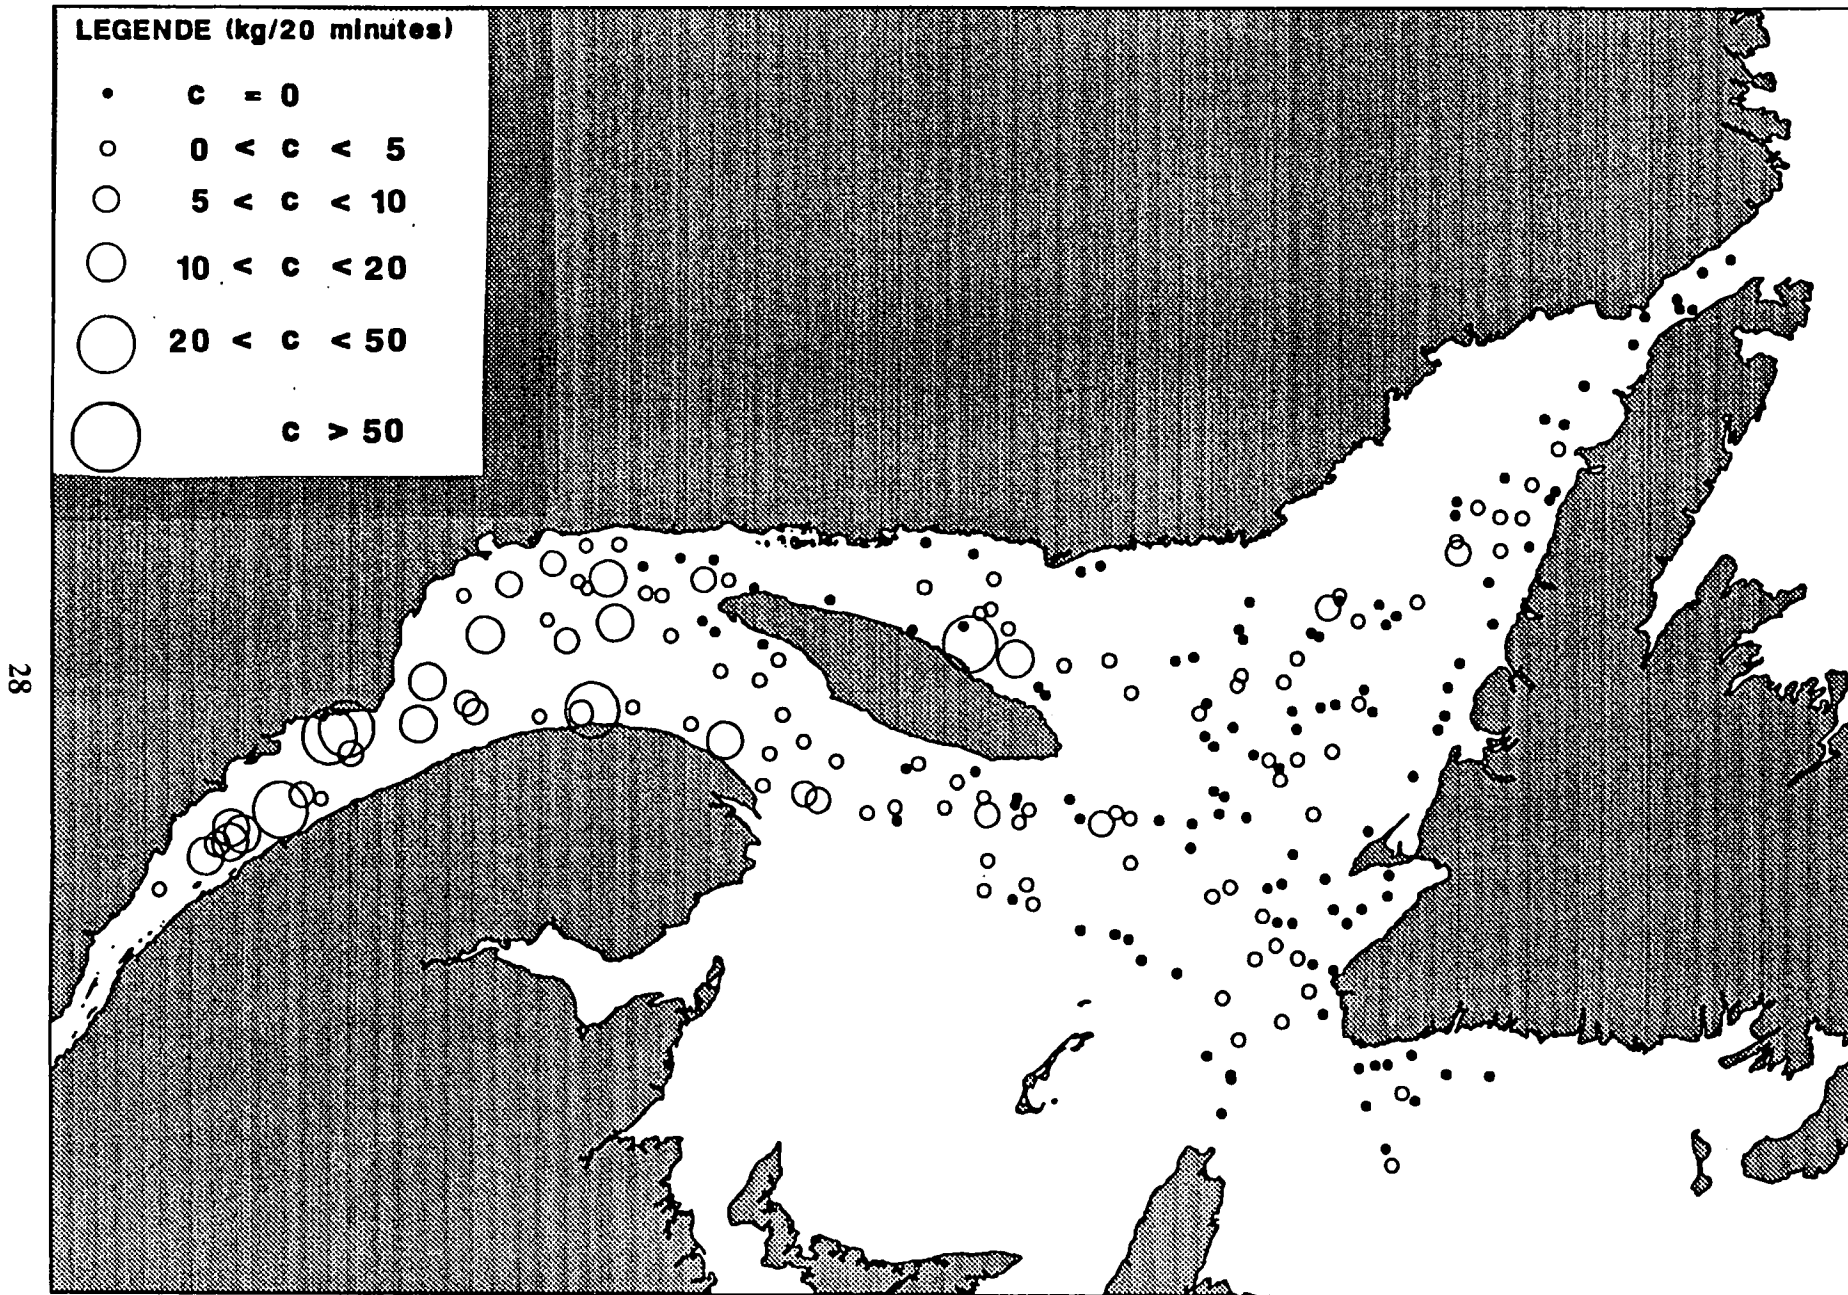 LEGENDE (kg/20 minutes)
c = 0
0 < c < 5
5 < c < 10
10 < c < 20
20 < c < 50
c > 50
28